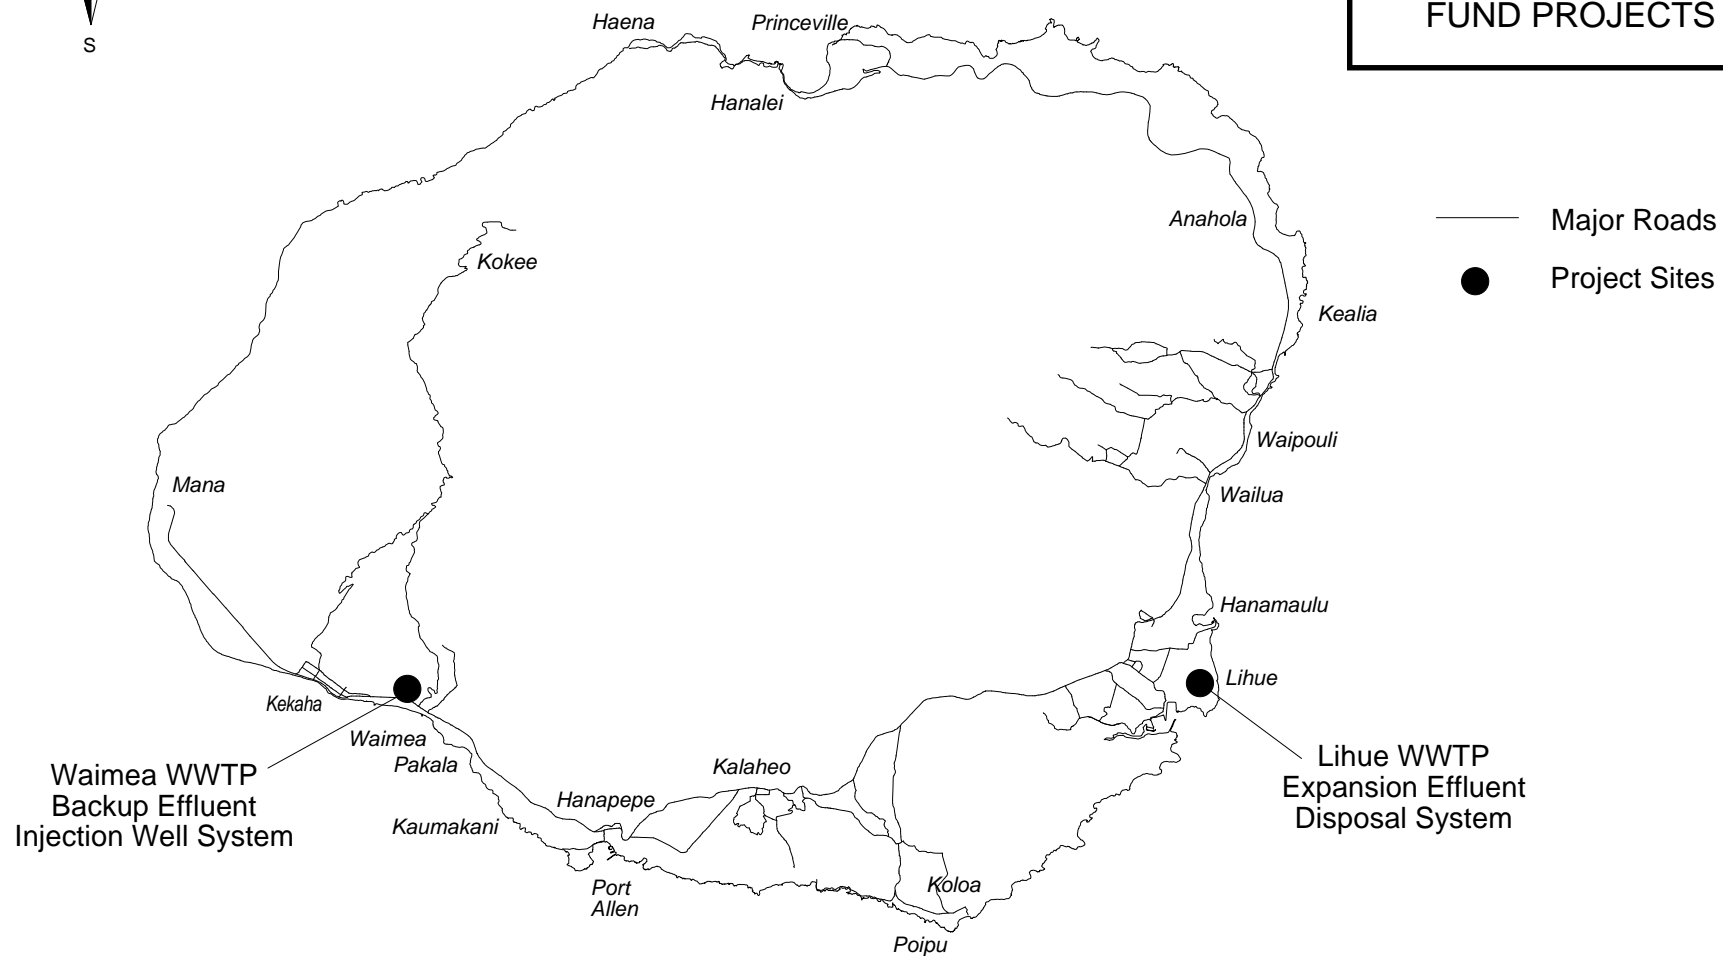 FUND PROJECTS
S
Haena
Princeville
Hanalei
Anahola
Major Roads
Kokee
Project Sites
Kealia
Waipouli
Mana
Wailua
Hanamaulu
Lihue
Kekaha
Waimea
Pakala
Kalaheo
Hanapepe
Kaumakani
Waimea WWTP
Backup Effluent
Injection Well System
Lihue WWTP
Expansion Effluent
Disposal System
Koloa
Port
Allen
Poipu